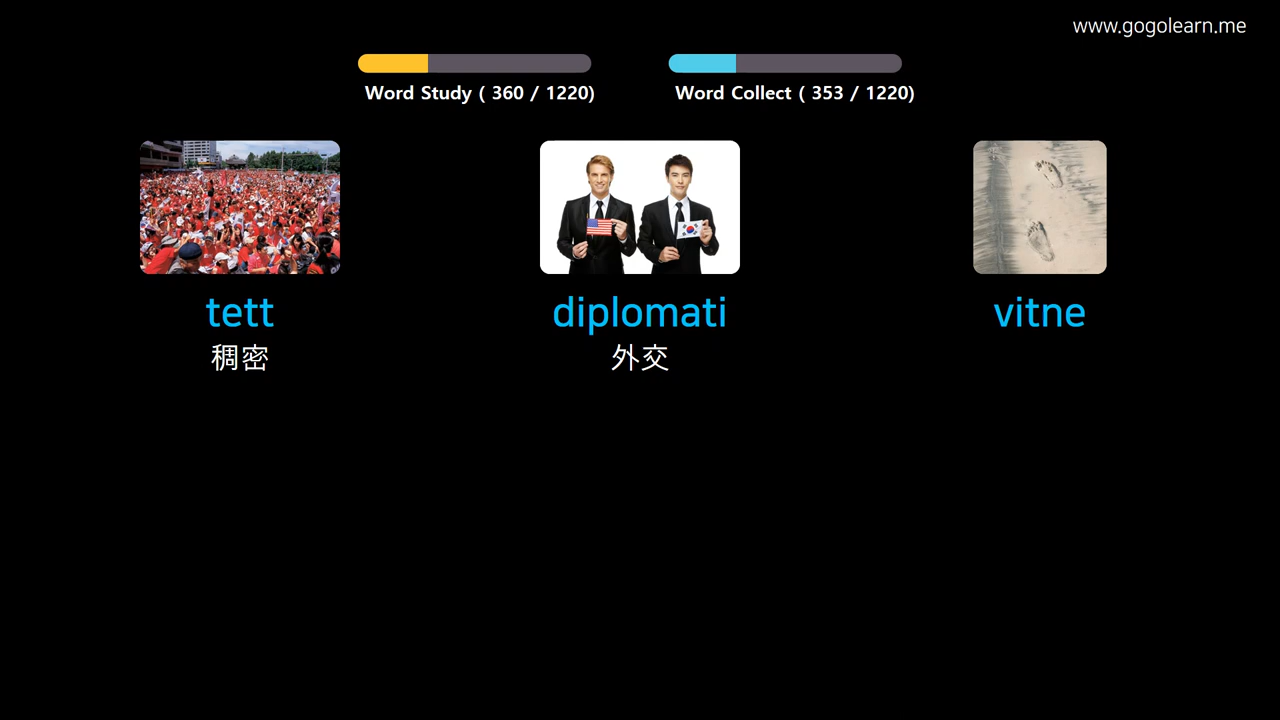 www.gogolearn.me
Word Study ( 360 / 1220)
Word Collect ( 353 / 1220)
tett
稠密
diplomati
外交
vitne